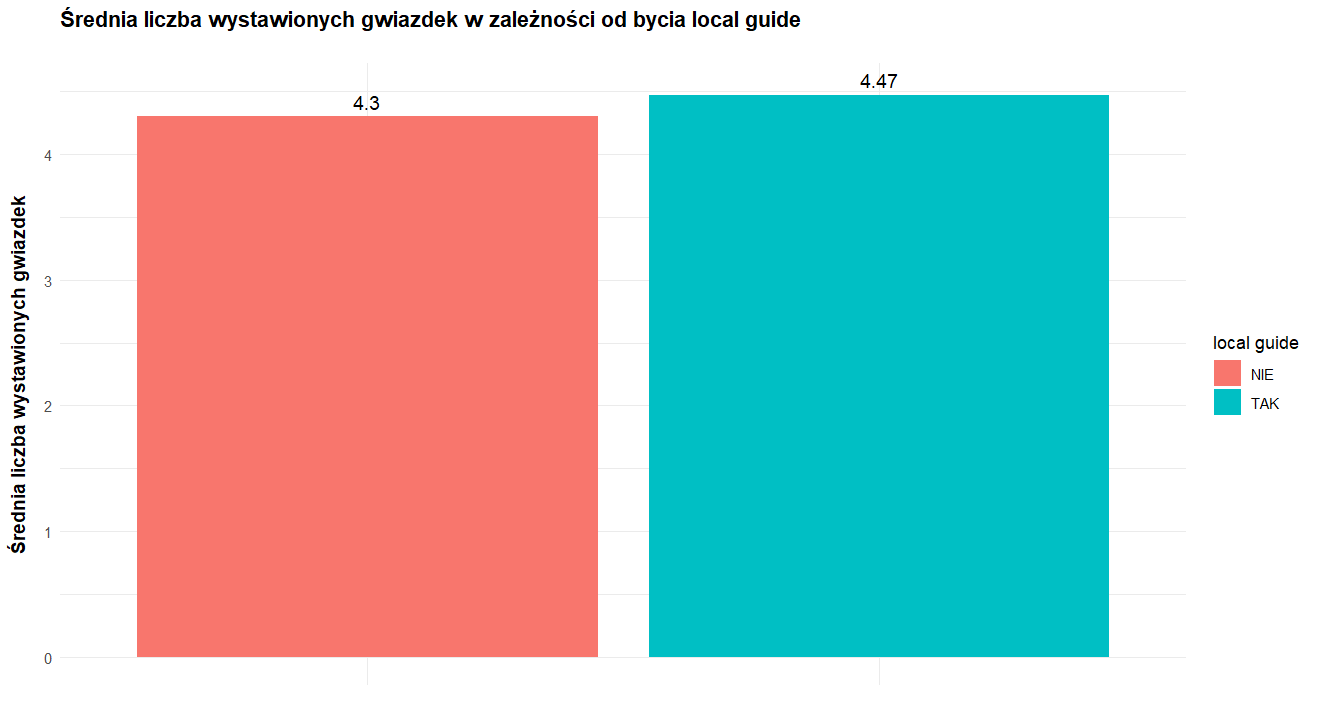 Średnia liczba wystawionych gwiazdek w zależności od bycia local guide
Średnia liczba wystawionych gwiazdek
4
3
2
1
0
4.3
4.47
local guide
NIE
TAK